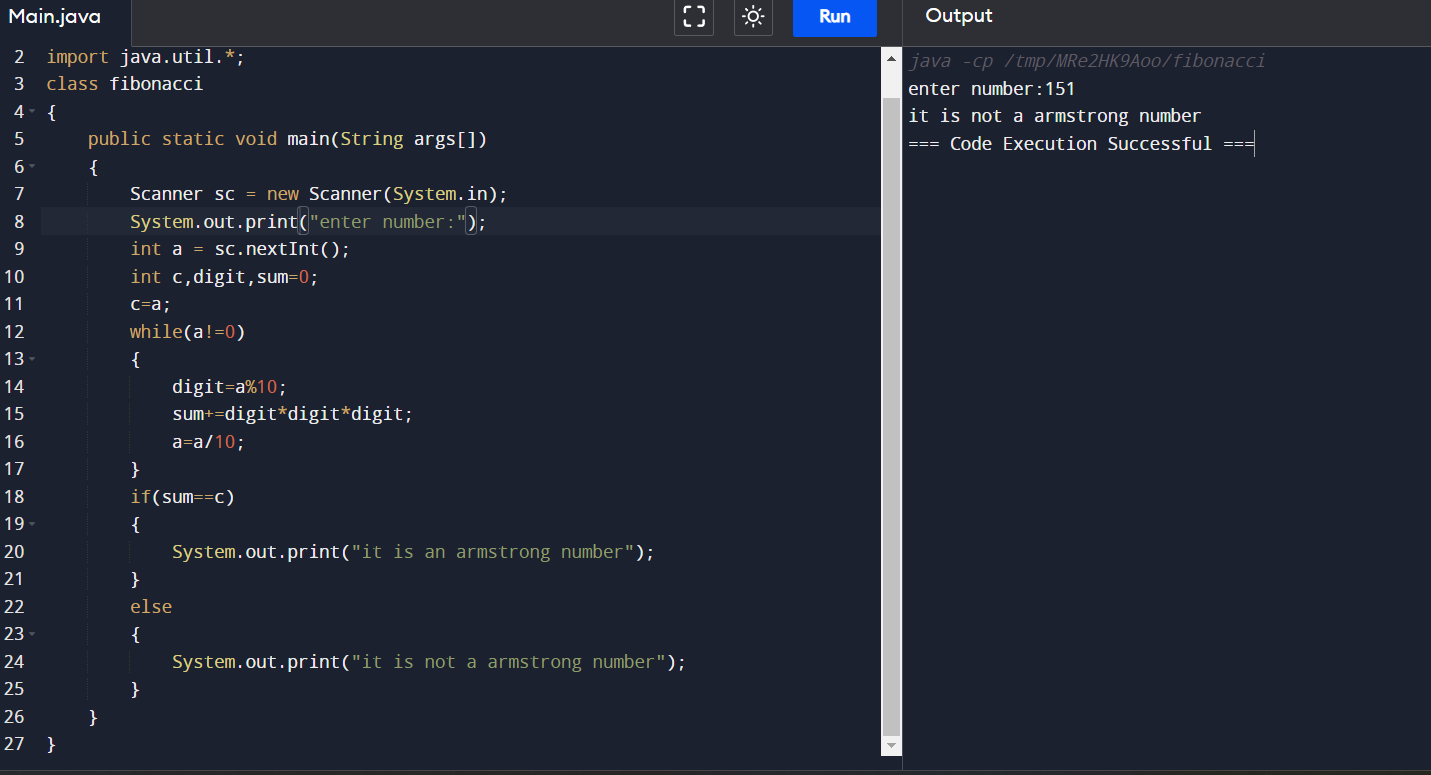 Main.java
Run
Output
2 import java.util.*;
3 class fibonacci
4 {
5 public static void main(String args[])
6 {
7 Scanner sc = new Scanner(System.in);
8 System.out.print("enter number:");
9 int a = sc.nextInt();
10 int c,digit,sum=0;
11 c=a;
12 while(a!=0)
13 {
14 digit=a%10;
15 sum+=digit*digit*digit;
16 a=a/10;
17 }
18 if(sum==c)
19 {
20 System.out.print("it is an armstrong number");
21 }
22 else
23 {
24 System.out.print("it is not a armstrong number");
25 }
26 }
27 }
java -cp /tmp/MRe2HK9Aoo/fibonacci
enter number:151
it is not a armstrong number
=== Code Execution Successful ===